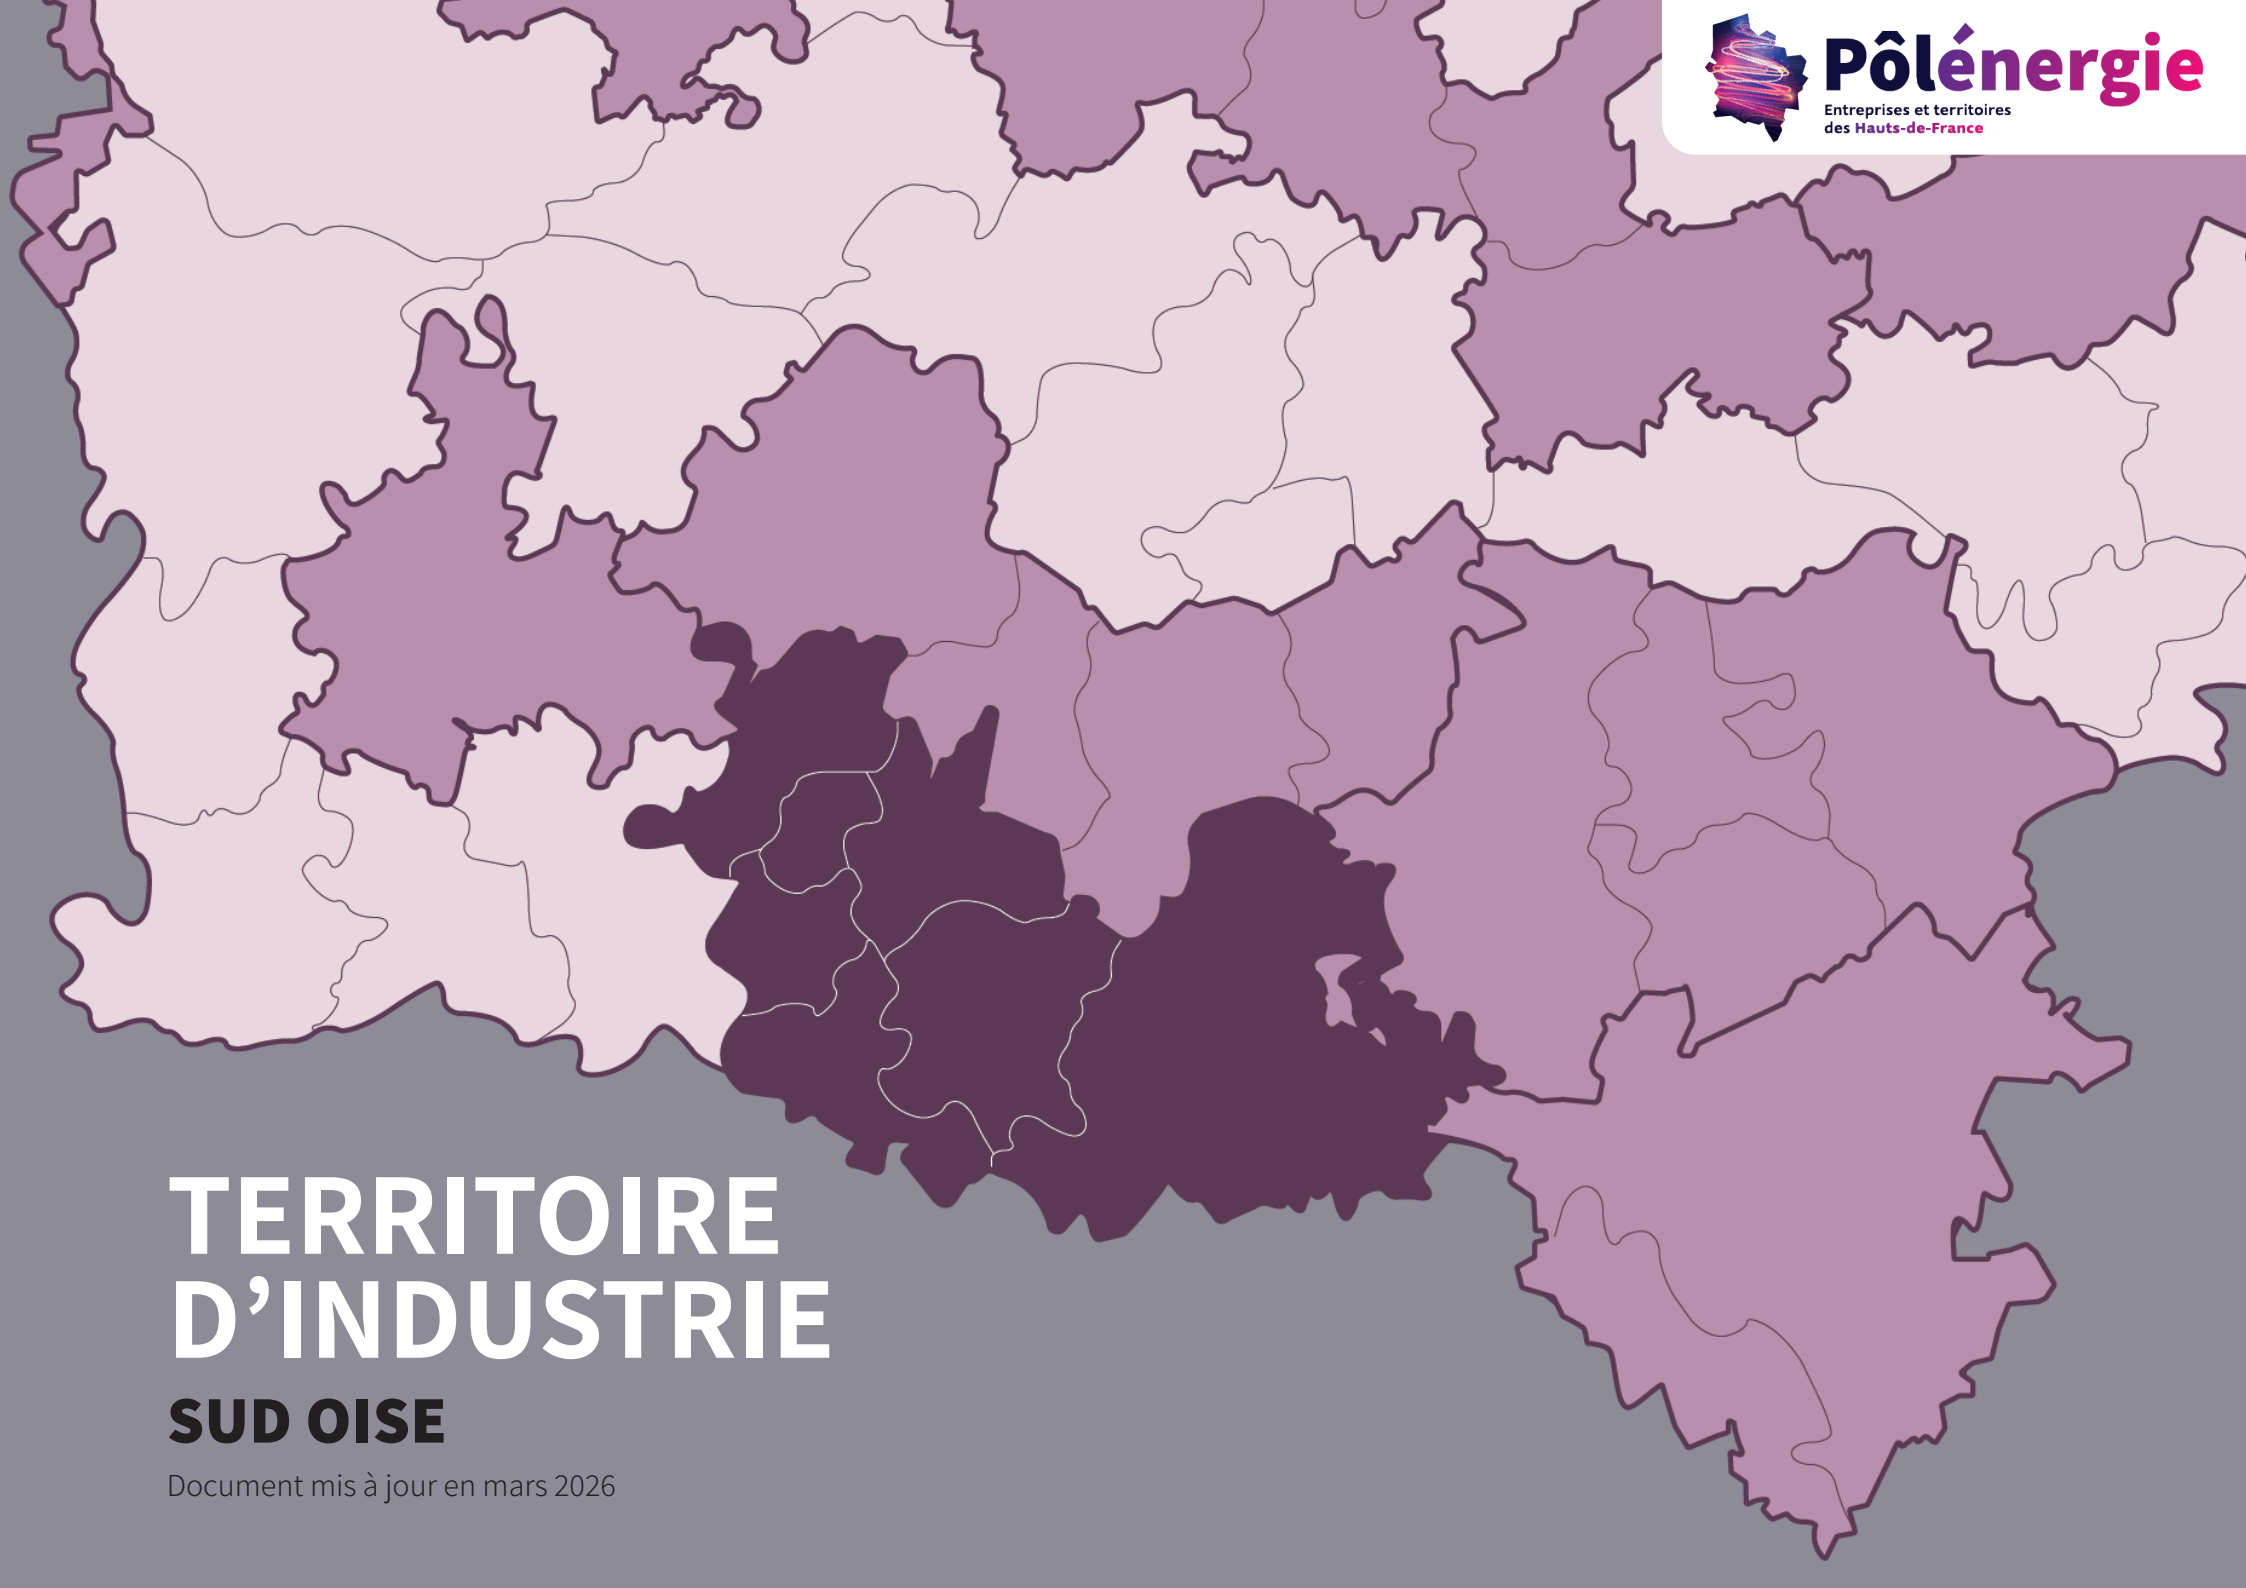 Pôlénergie
Entreprises et territoires
des Hauts-de-France
TERRITOIRE
D’INDUSTRIE
SUD OISE
Document mis à jour en mars 2026